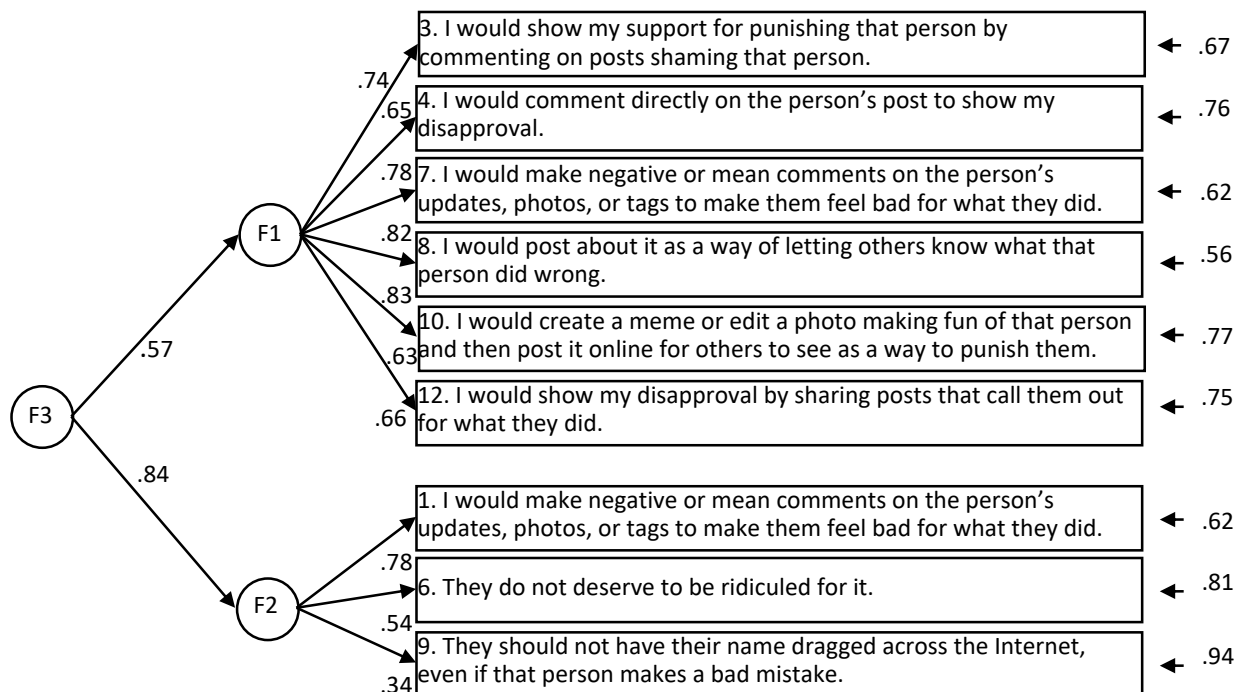 3. I would show my support for punishing that person by
commenting on posts shaming that person.
.67
.74
.65
4. I would comment directly on the person's post to show my
disapproval.
.76
.78
7. I would make negative or mean comments on the person's
updates, photos, or tags to make them feel bad for what they did.
.62
F1
.82
8. I would post about it as a way of letting others know what that
person did wrong.
.56
.83
10. I would create a meme or edit a photo making fun of that person
and then post it online for others to see as a way to punish them.
.77
.57
.63
12. I would show my disapproval by sharing posts that call them out
for what they did.
.75
.66
F3
.84
1. I would make negative or mean comments on the person's
updates, photos, or tags to make them feel bad for what they did.
.62
.78
6. They do not deserve to be ridiculed for it.
.81
F2
.54
9. They should not have their name dragged across the Internet,
even if that person makes a bad mistake.
.94
.34